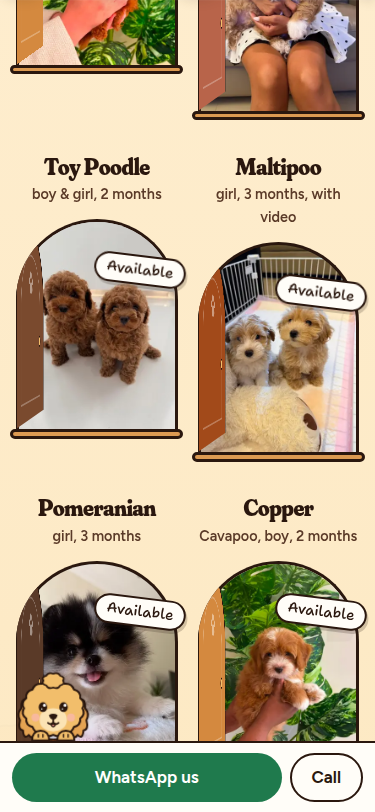 Toy Poodle
boy & girl, 2 months
Maltipoo
girl, 3 months, with
video
Available
Available
Pomeranian
girl, 3 months
Copper
Cavapoo, boy, 2 months
Available
Available
WhatsApp us
Call